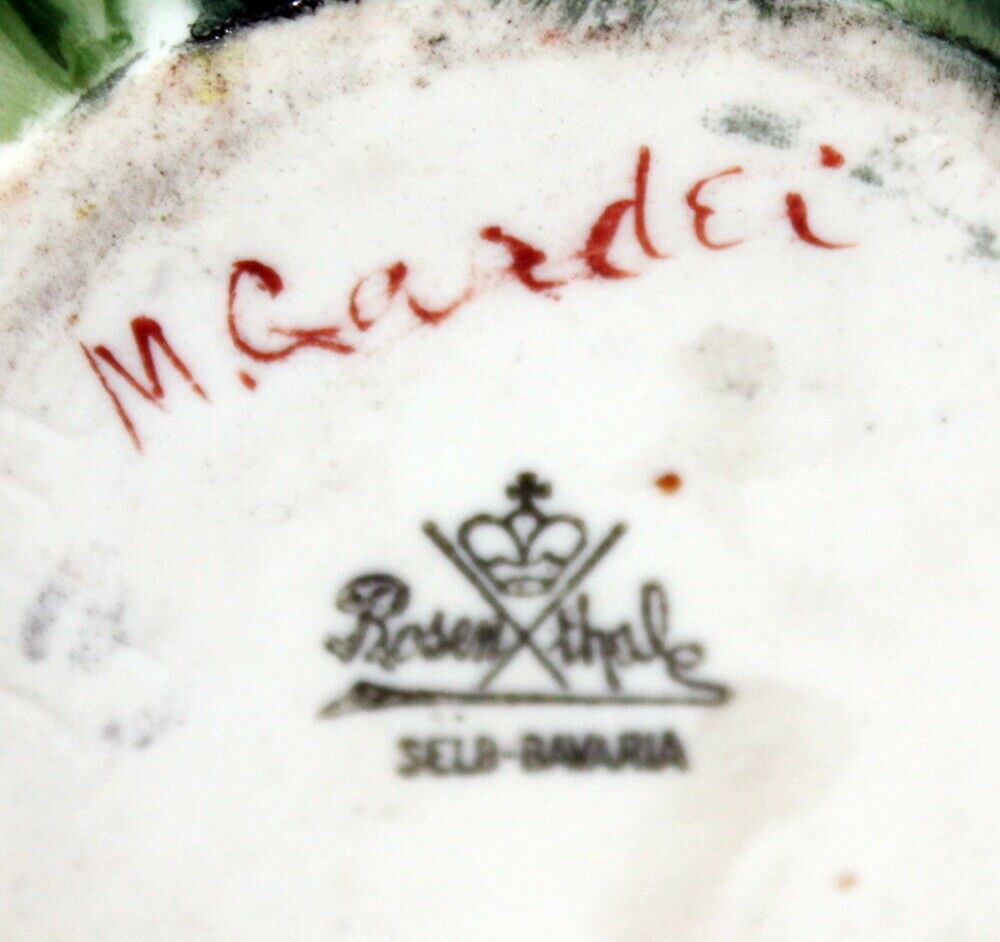 M. Gardei
Rosenthal
SELB-BAVARIA